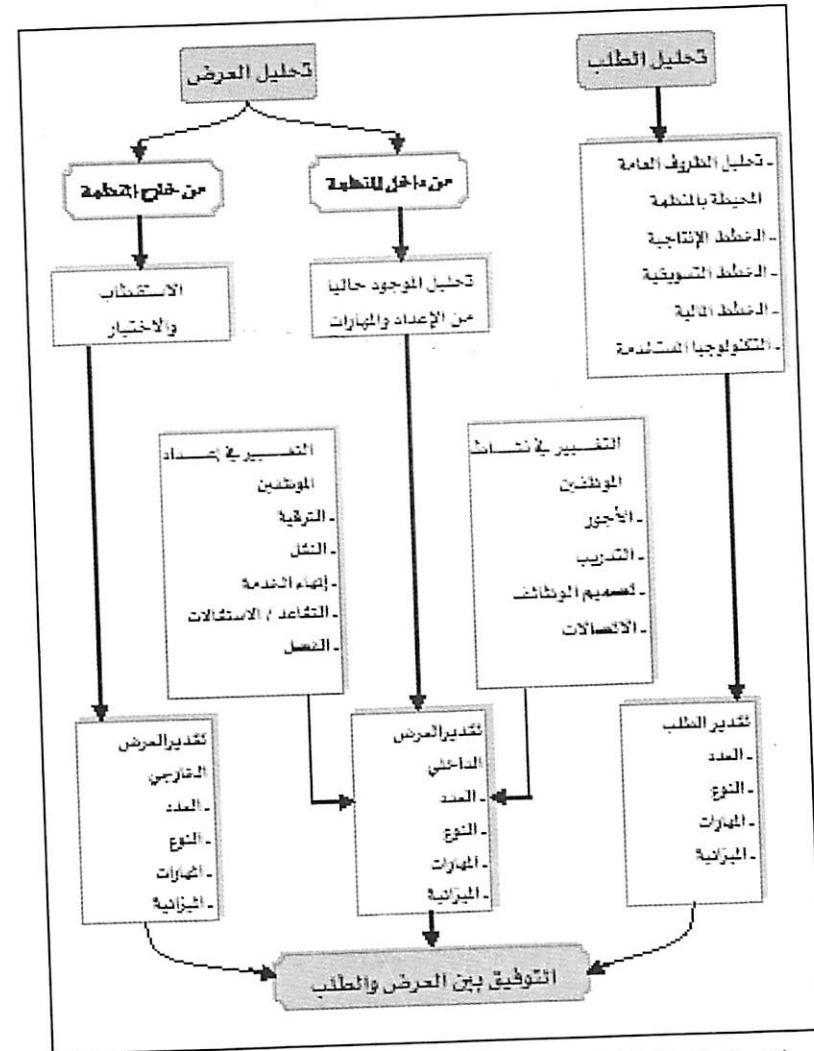 تحليل الطلب
تحليل العرض
- تحليل الظروف العامة
المحيطة بالمنظمة
- الخطط الإنتاجية
- الخطط التسويقية
- الخطط المالية
- التكنولوجيا المستخدمة
من داخل المنظمة
من خارج المنظمة
تحليل الموجود حاليا
من الإعداد والمهارات
الاستقطاب
والاختيار
التغيير في نشاط
الموظفين
- الأجور
- التدريب
- تصميم الوظائف
- الاتصالات
التغيير في إعداد
الموظفين
- الترقية
- النقل
- إنهاء الخدمة
- التقاعد / الاستقالات
- الفصل
تقدير الطلب
- العدد
- النوع
- المهارات
- الميزانية
تقدير العرض
الداخلي
- العدد
- النوع
- المهارات
- الميزانية
تقدير العرض
الخارجي
- العدد
- النوع
- المهارات
- الميزانية
التوفيق بين العرض والطلب